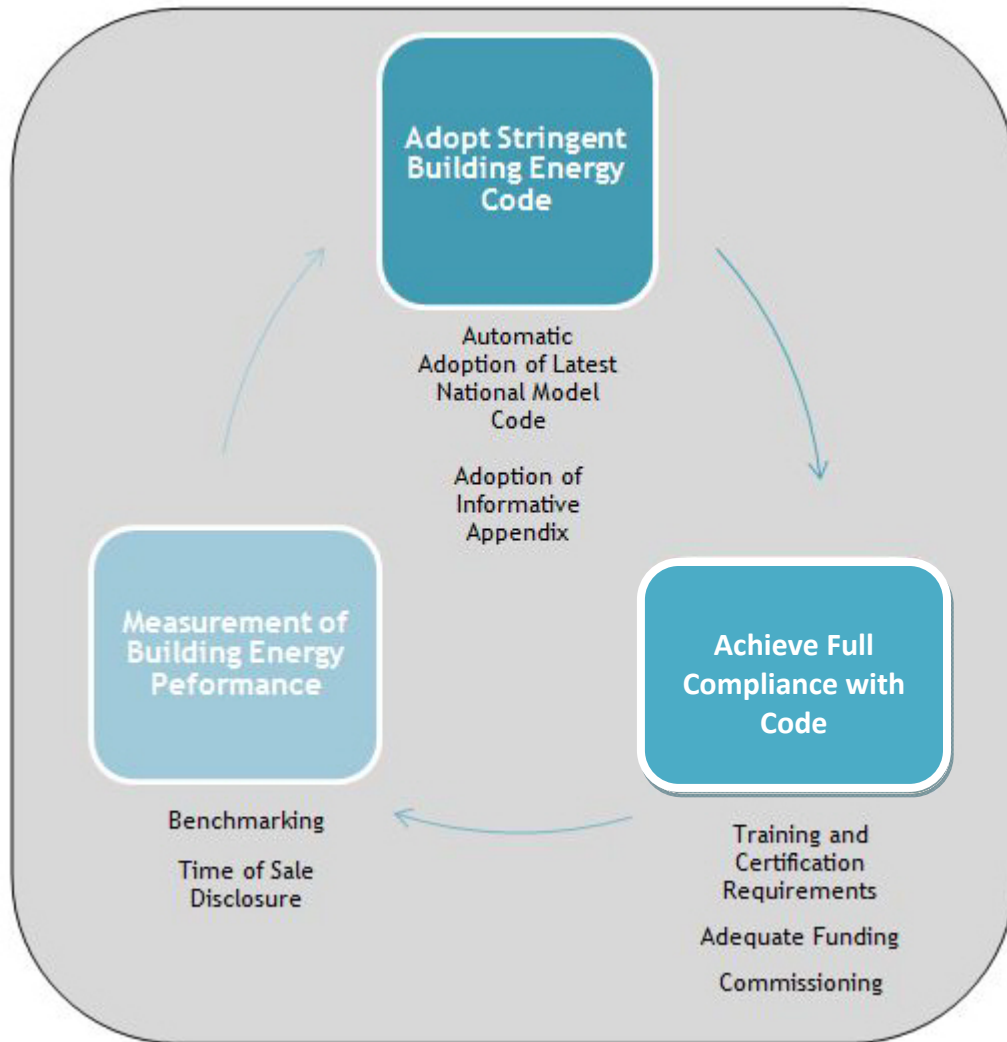 Adopt Stringent
Building Energy
Code
Automatic
Adoption of Latest
National Model
Code
Adoption of
Informative
Appendix
Achieve Full
Compliance with
Code
Training and
Certification
Requirements
Adequate Funding
Commissioning
Measurement of
Building Energy
Peformance
Benchmarking
Time of Sale
Disclosure